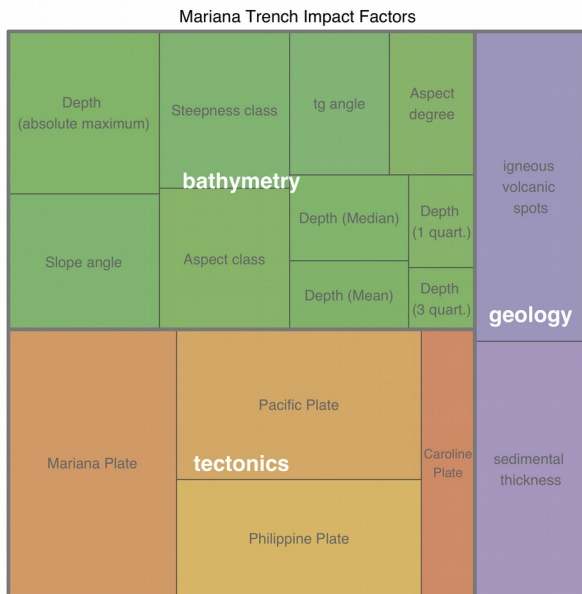 Mariana Trench Impact Factors
Depth
(absolute maximum)
Steepness class
tg angle
Aspect
degree
igneous
volcanic
spots
bathymetry
Slope angle
Aspect class
Depth (Median)
Depth
(1 quart.)
Depth (Mean)
Depth
(3 quart.)
geology
Mariana Plate
Pacific Plate
tectonics
Caroline
Plate
Philippine Plate
sedimental
thickness